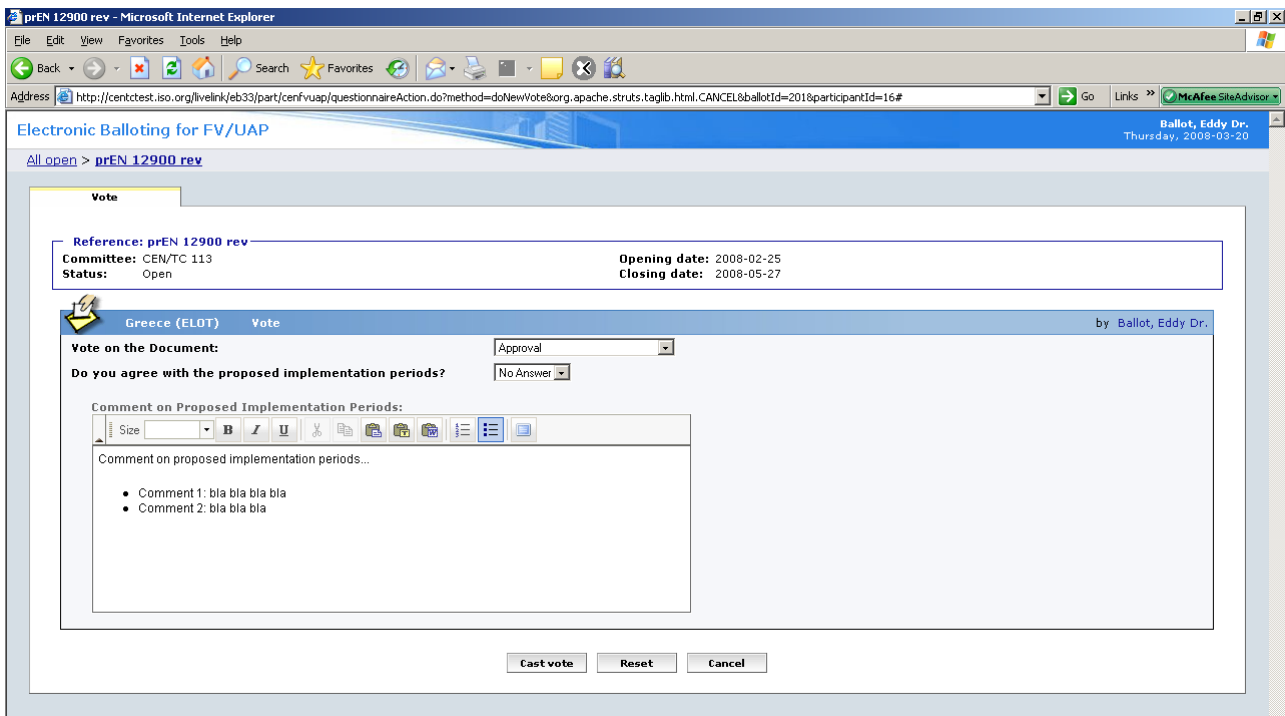 prEN 12900 rev - Microsoft Internet Explorer
File Edit View Favorites Tools Help
Back Search Favorites
Address http://centctest.iso.org/livelink/eb33/part/cenfvuap/questionnaireAction.do?method=doNewVote&org.apache.struts.taglib.html.CANCEL&ballotId=201&participantId=16# Go Links » McAfee SiteAdvisor
Electronic Balloting for FV/UAP Ballot, Eddy Dr.
Thursday, 2008-03-20
All open > prEN 12900 rev
Vote
Reference: prEN 12900 rev
Committee: CEN/TC 113 Opening date: 2008-02-25
Status: Open Closing date: 2008-05-27
Greece (ELOT) Vote by Ballot, Eddy Dr.
Vote on the Document: Approval
Do you agree with the proposed implementation periods? No Answer
Comment on Proposed Implementation Periods:
Size B I U
Comment on proposed implementation periods...
• Comment 1: bla bla bla bla
• Comment 2: bla bla bla
Cast vote Reset Cancel